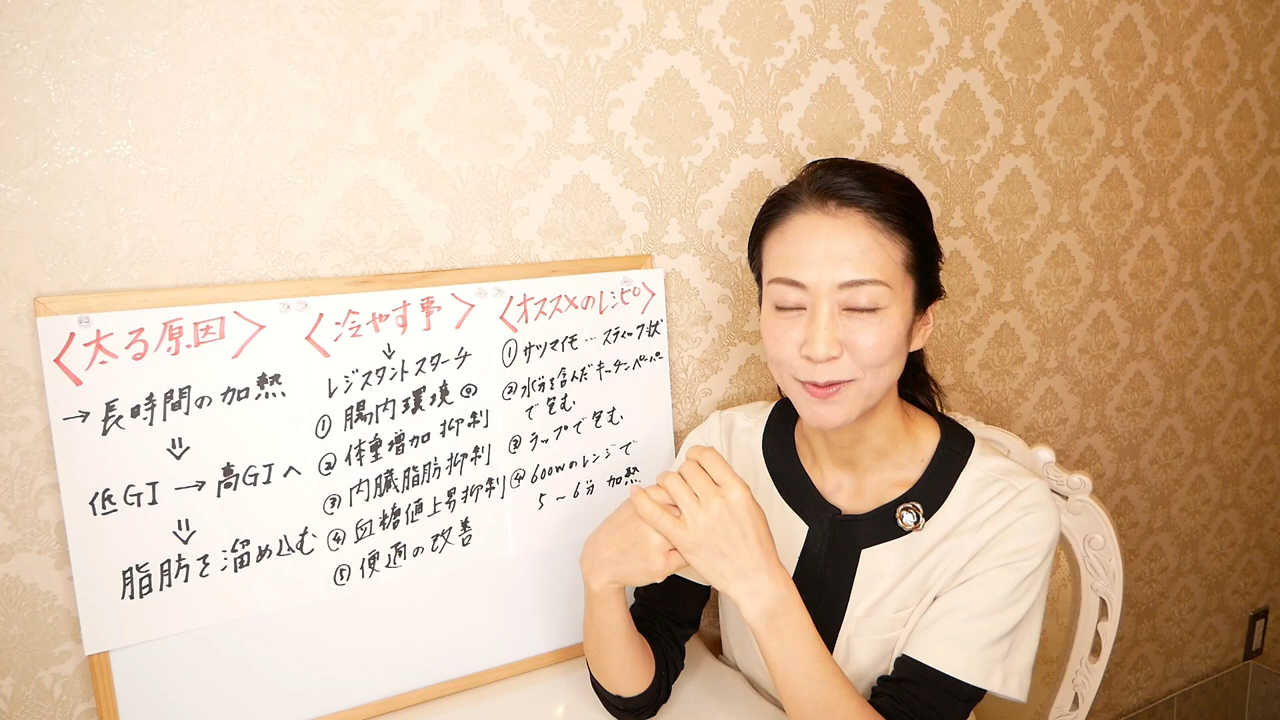 〈太る原因〉
→長時間の加熱
⇓
低GI→高GIへ
⇓
脂肪を溜め込む
〈冷やす事〉
↓
レジスタントスターチ
① 腸内環境◎
② 体重増加抑制
③ 内臓脂肪抑制
④ 血糖値上昇抑制
⑤ 便通の改善
〈オススメのレシピ〉
① サツマイモ…スティック状
② 水分を含んだキッチンペーパー
で包む
③ ラップで包む
④ 600wのレンジで
5〜6分 加熱